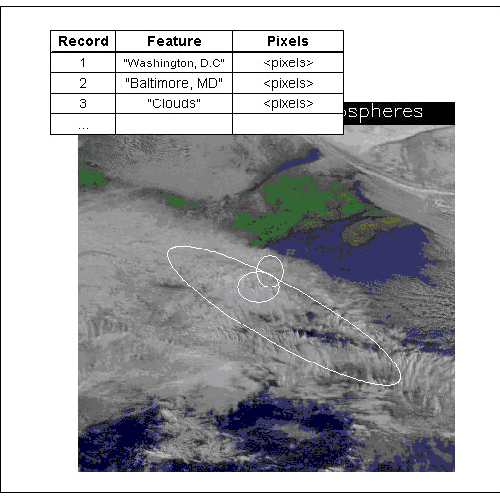 Record Feature Pixels
1 "Washington, D.C" <pixels>
2 "Baltimore, MD" <pixels>
3 "Clouds" <pixels>
...
spheres